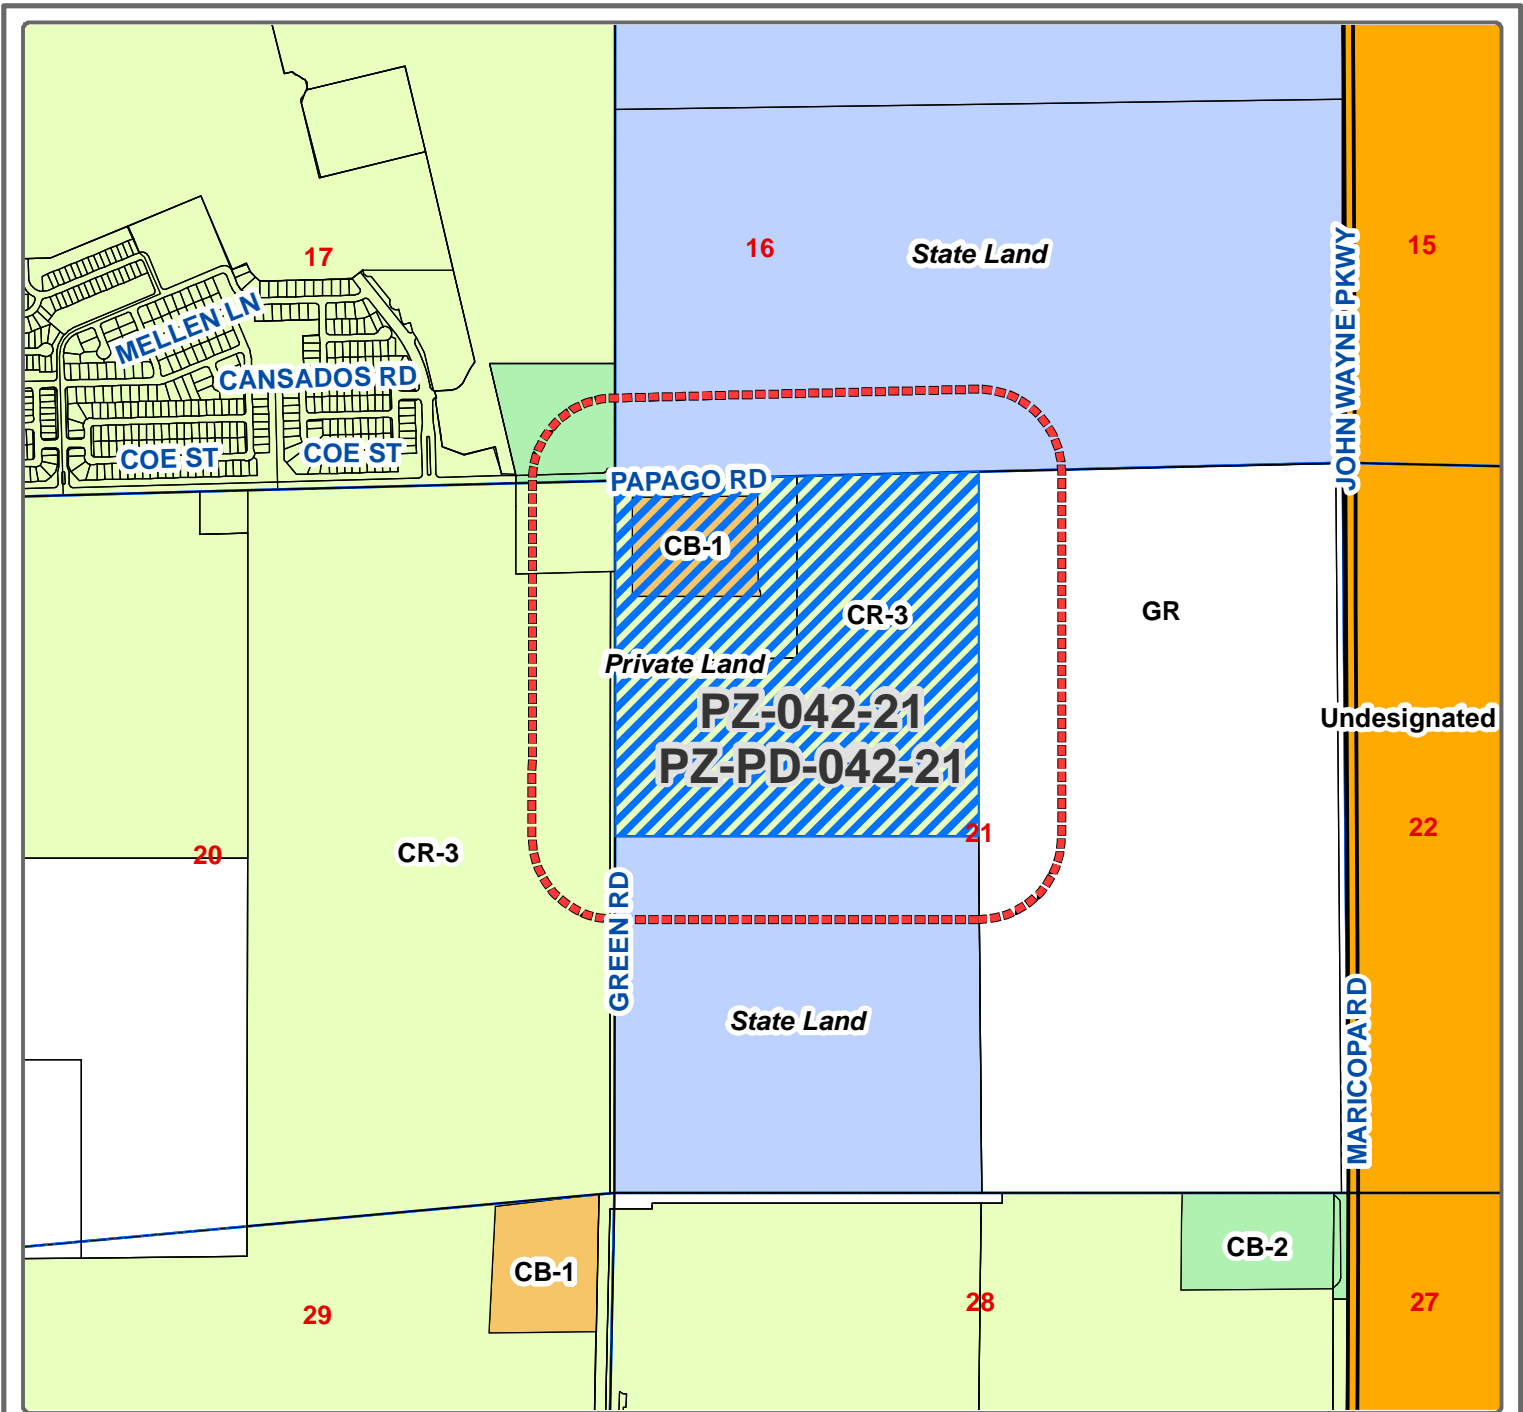 17
16
State Land
15
JOHN WAYNE PKWY
MELLEN LN
CANSADOS RD
COE ST
COE ST
PAPAGO RD
CB-1
CR-3
GR
Private Land
PZ-042-21
PZ-PD-042-21
Undesignated
21
22
20
CR-3
GREEN RD
State Land
MARICOPA RD
CB-1
CB-2
29
28
27